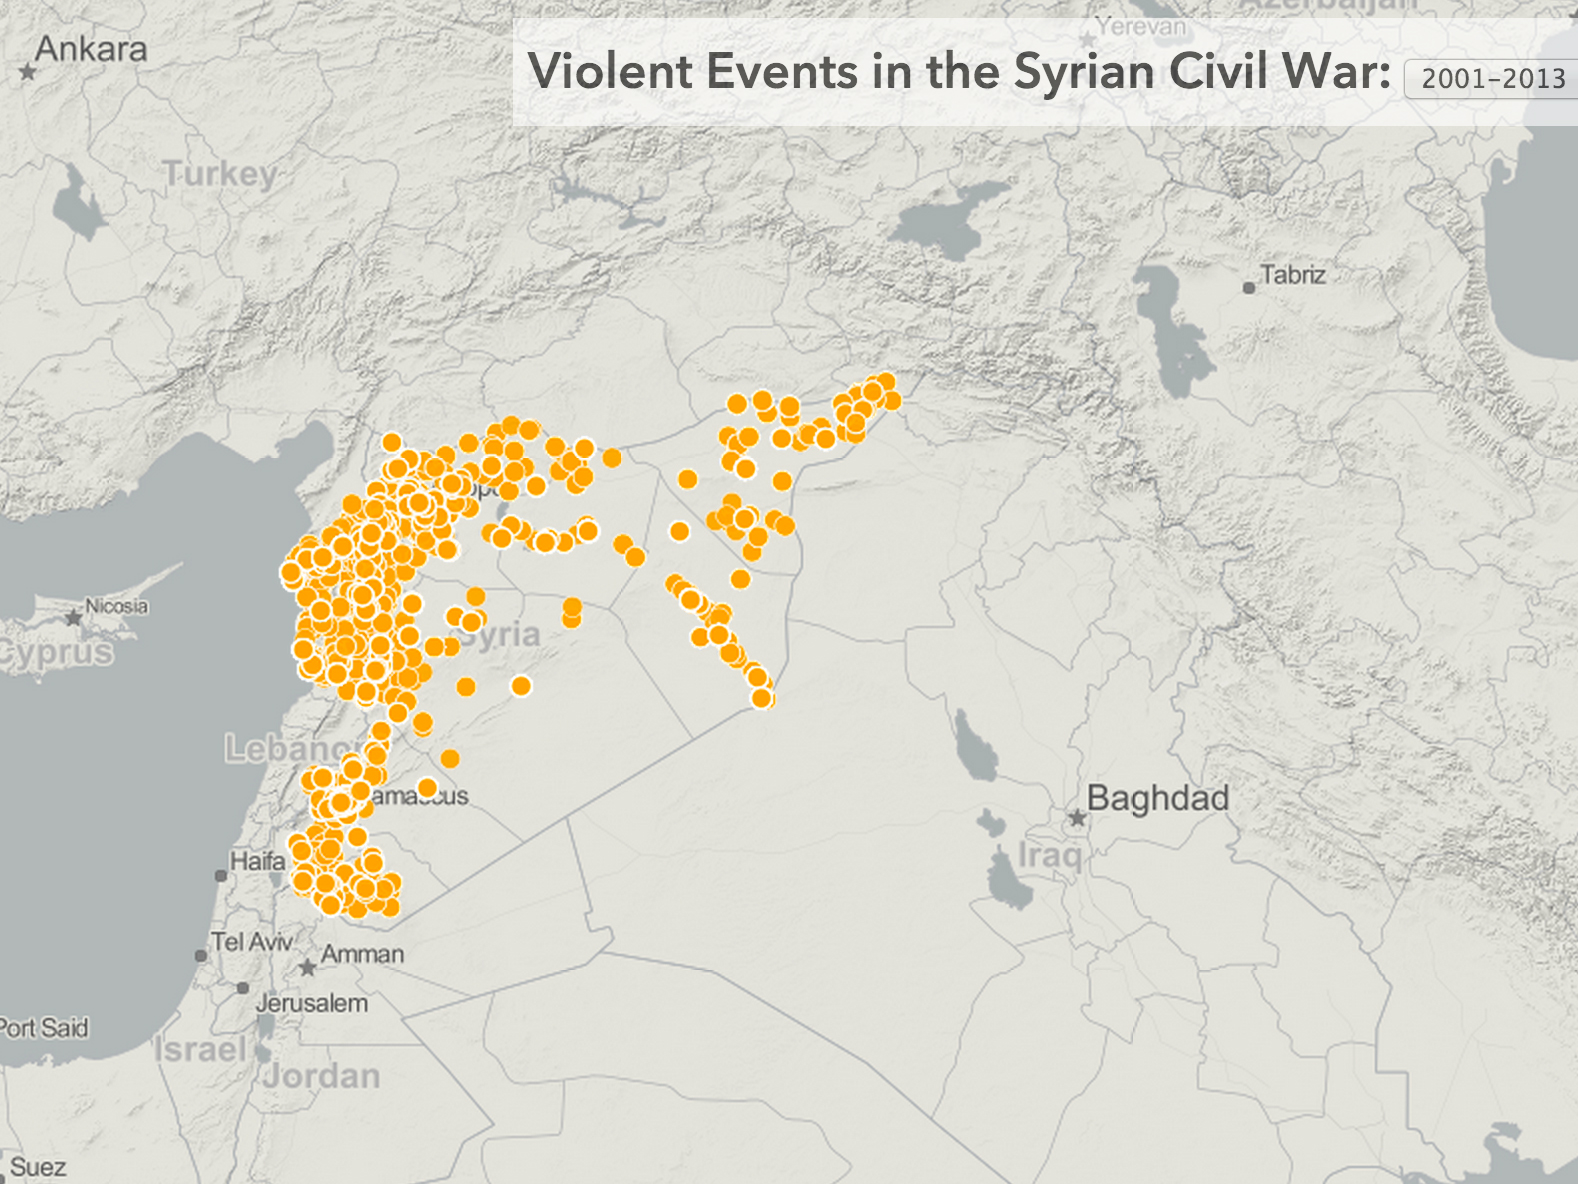 Azerbaijan
Yerevan
Ankara
Violent Events in the Syrian Civil War: 2001-2013
Turkey
Tabriz
Nicosia
Syria
Cyprus
Lebanon
amascus
Baghdad
Haifa
Iraq
Tel Aviv
Amman
Jerusalem
Port Said
Israel
Jordan
Suez